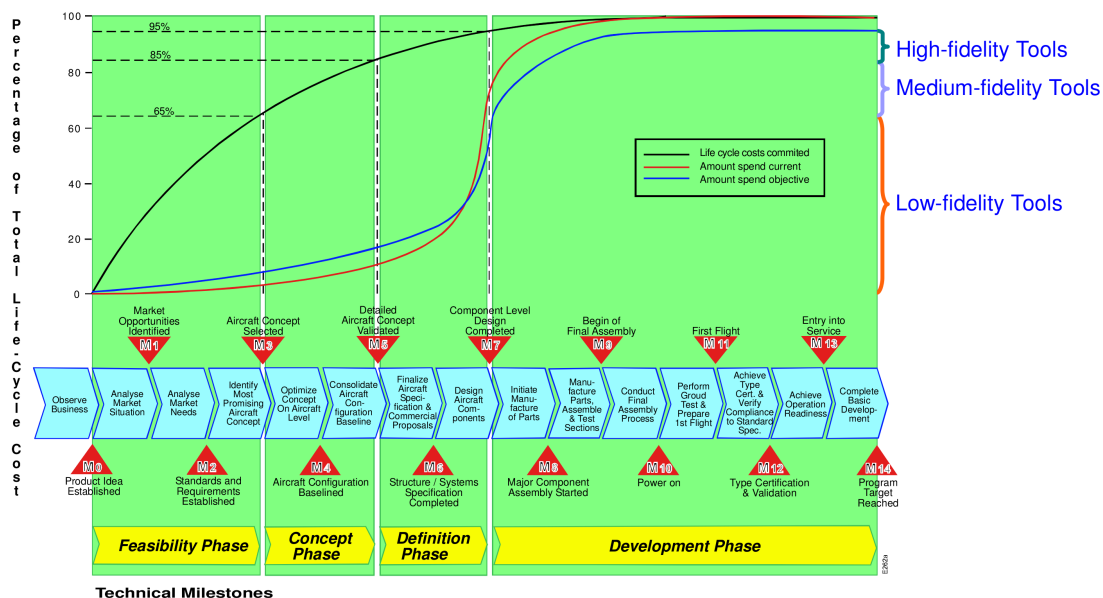 Percentage of Total Life-Cycle Cost
100
95%
85%
80
65%
60
40
20
0
High-fidelity Tools
Medium-fidelity Tools
Low-fidelity Tools
Life cycle costs commited
Amount spend current
Amount spend objective
Market
Opportunities
Identified
M1
Aircraft Concept
Selected
M3
Detailed
Aircraft Concept
Validated
M5
Component Level
Design
Completed
M7
Begin of
Final Assembly
M9
First Flight
M11
Entry into
Service
M13
Observe
Business
Analyse
Market
Situation
Analyse
Market
Needs
Identify
Most
Promising
Aircraft
Concept
Optimize
Concept
On Aircraft
Level
Consolidate
Aircraft
Con-
figuration
Baseline
Finalize
Aircraft
Speci-
fication &
Commercial
Proposals
Design
Aircraft
Com-
ponents
Initiate
Manu-
facture
of Parts
Manu-
facture
Parts,
Assemble
& Test
Sections
Conduct
Final
Assembly
Process
Perform
Groud
Test &
Prepare
1st Flight
Achieve
Type
Cert. &
Verify
Compliance
to Standard
Spec.
Achieve
Operation
Readiness
Complete
Basic
Develop-
ment
M0
Product Idea
Established
M2
Standards and
Requirements
Established
M4
Aircraft Configuration
Baselined
M6
Structure / Systems
Specification
Completed
M8
Major Component
Assembly Started
M10
Power on
M12
Type Certification
& Validation
M14
Program
Target
Reached
Feasibility Phase
Concept
Phase
Definition
Phase
Development Phase
E262a
Technical Milestones